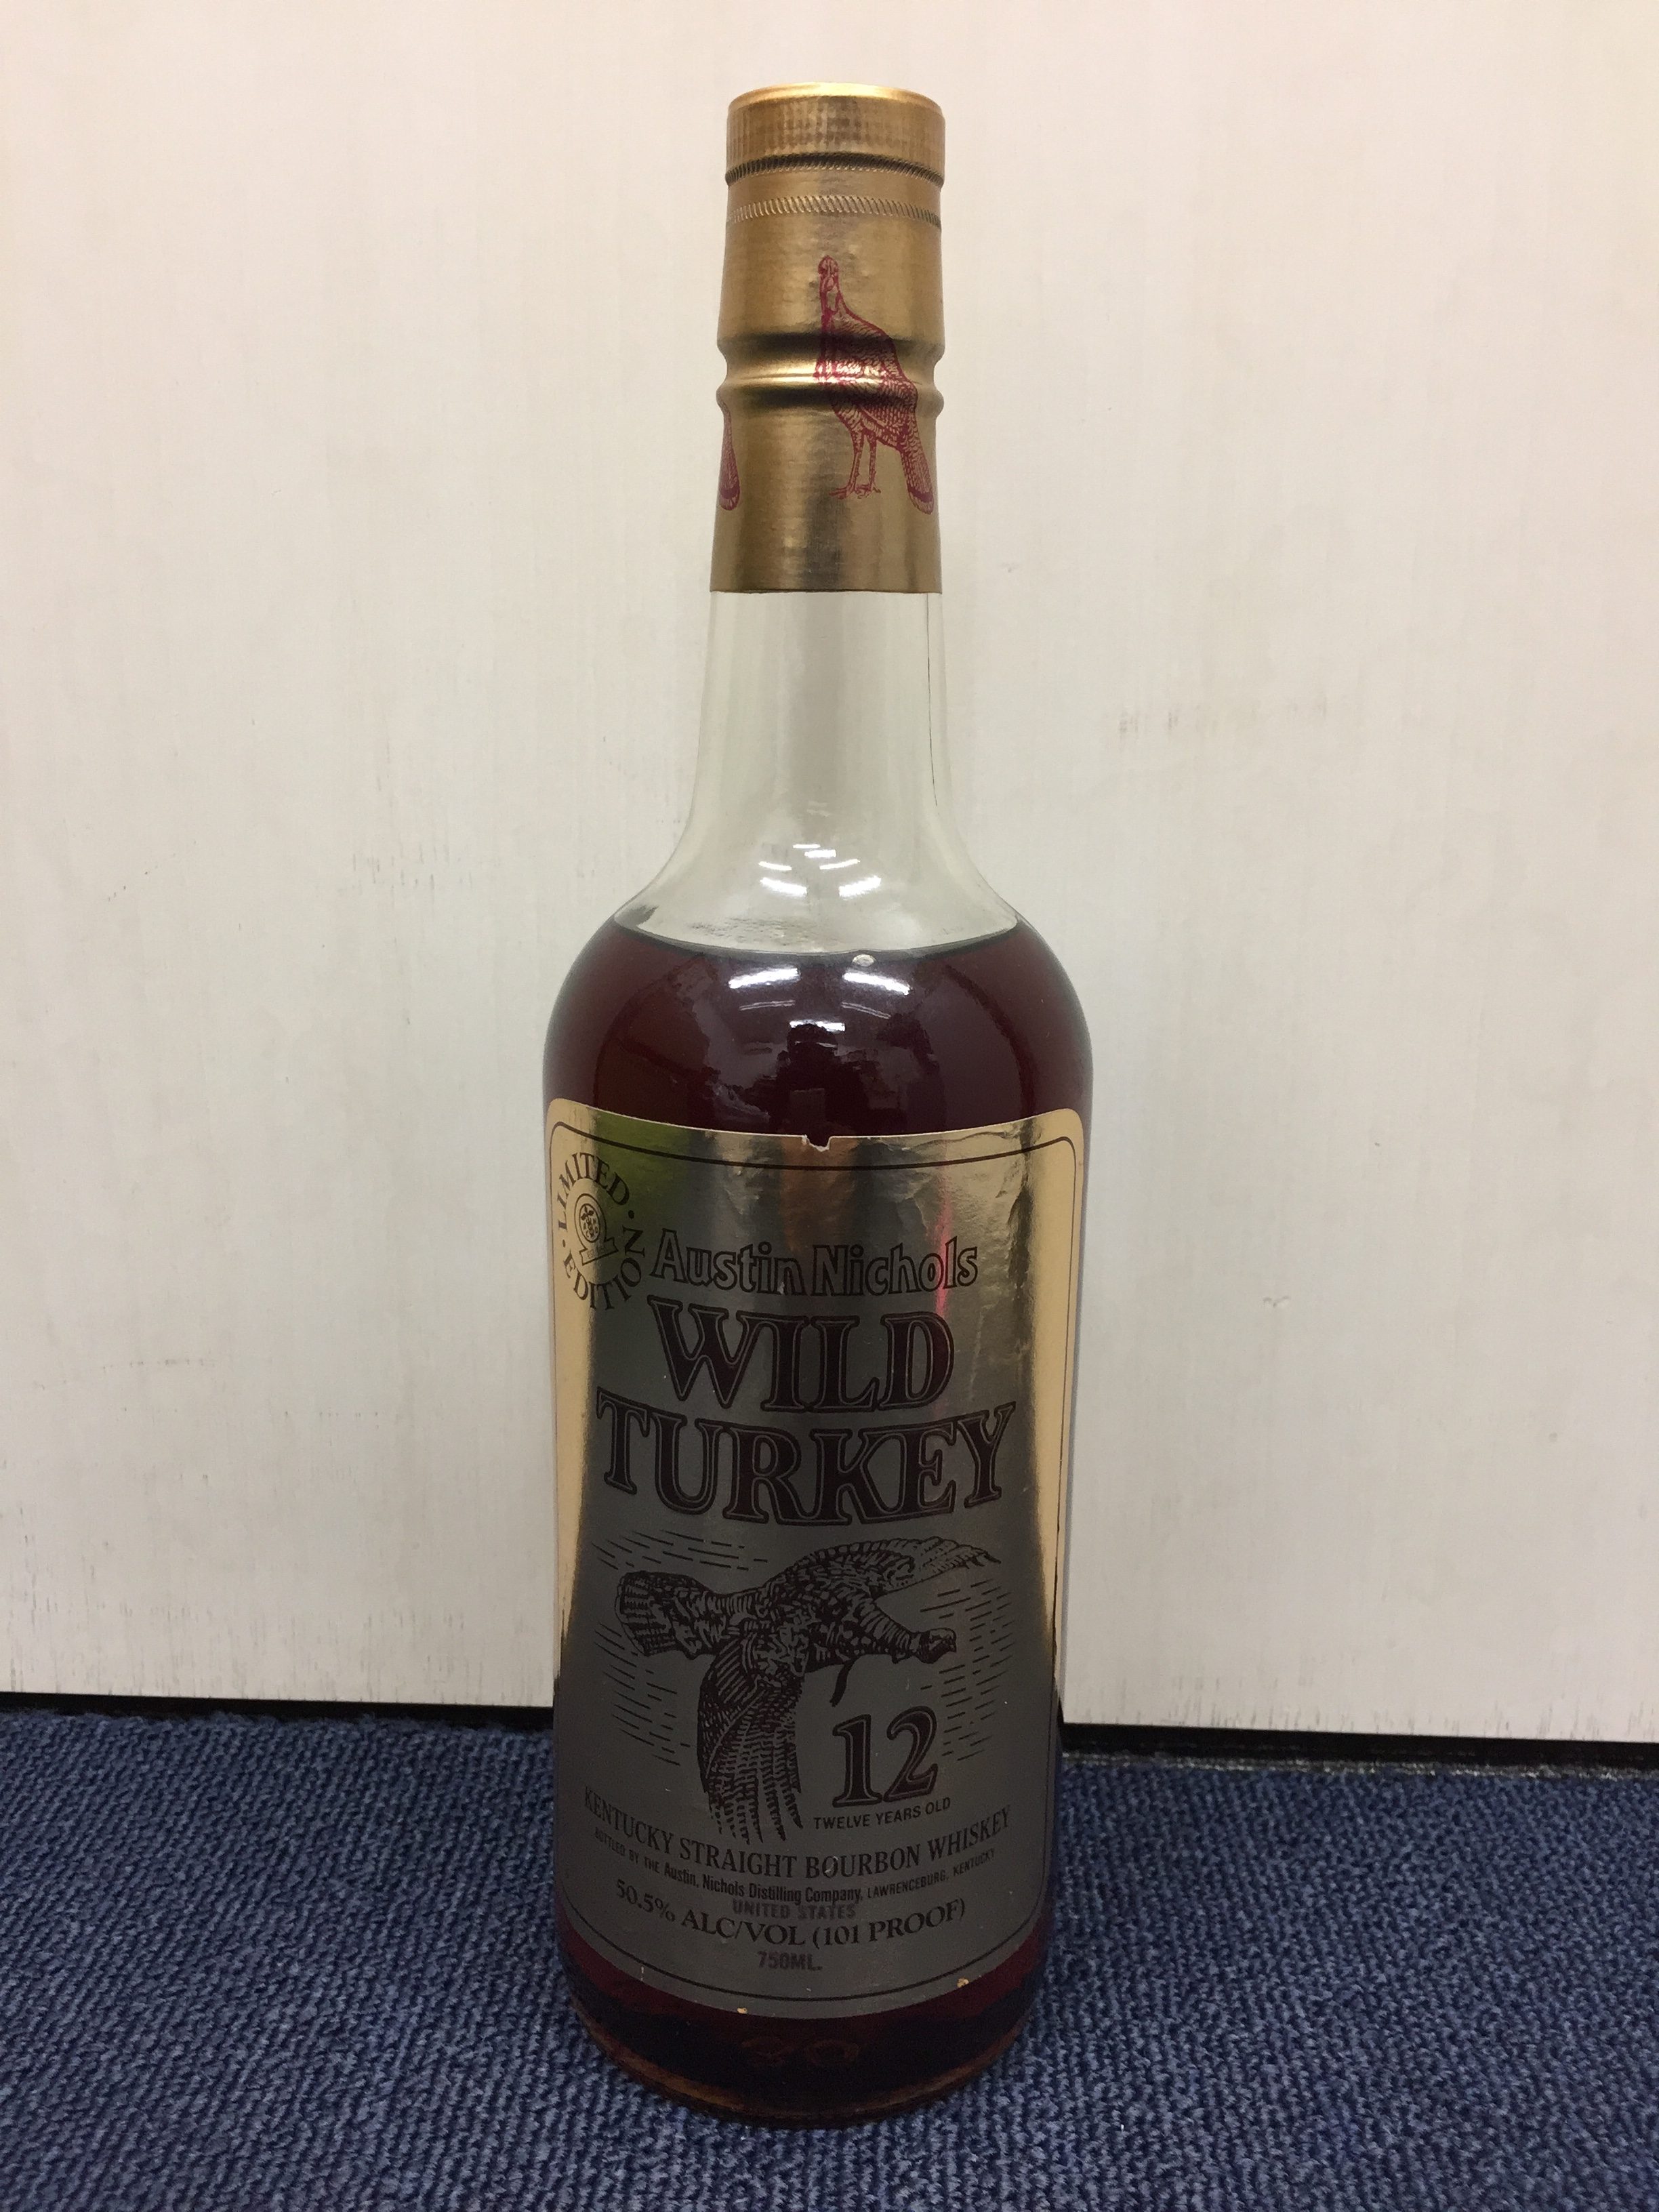 LIMITED
EDITION
Austin Nichols
WILD
TURKEY
12
TWELVE YEARS OLD
KENTUCKY STRAIGHT BOURBON WHISKEY
BOTTLED BY THE Austin, Nichols Distilling Company, LAWRENCEBURG, KENTUCKY
UNITED STATES
50.5% ALC/VOL (101 PROOF)
750ML.